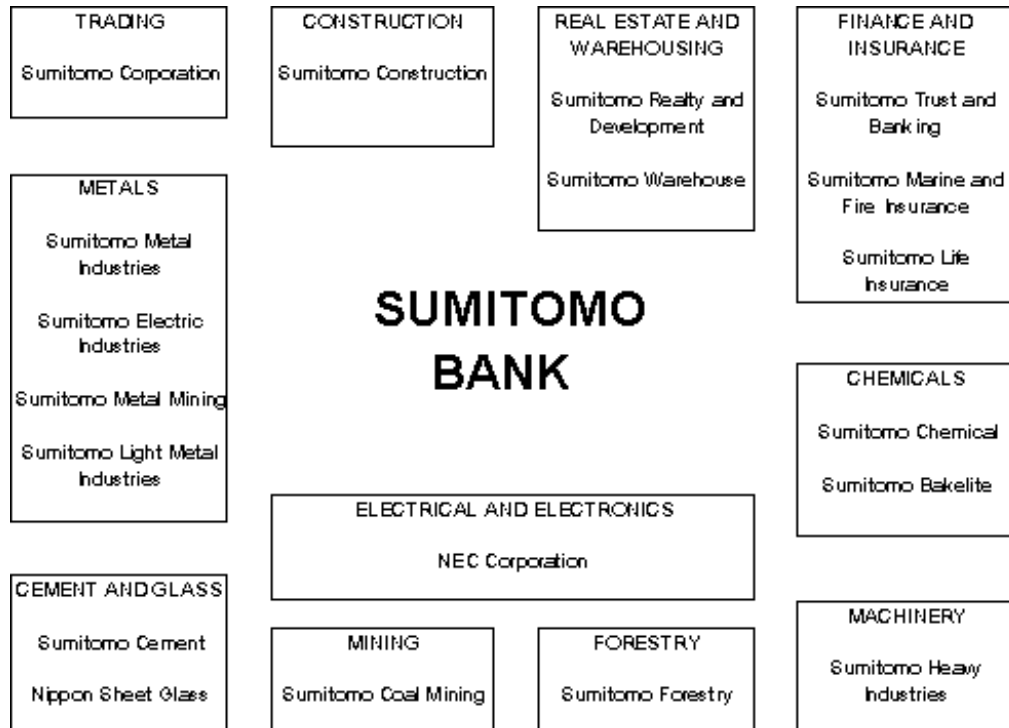 TRADING
Sumitomo Corporation
CONSTRUCTION
Sumitomo Construction
REAL ESTATE AND
WAREHOUSING
Sumitomo Realty and
Development
Sumitomo Warehouse
FINANCE AND
INSURANCE
Sumitomo Trust and
Banking
Sumitomo Marine and
Fire Insurance
Sumitomo Life
Insurance
METALS
Sumitomo Metal
Industries
Sumitomo Electric
Industries
Sumitomo Metal Mining
Sumitomo Light Metal
Industries
SUMITOMO
BANK
CHEMICALS
Sumitomo Chemical
Sumitomo Bakelite
ELECTRICAL AND ELECTRONICS
NEC Corporation
CEMENT AND GLASS
Sumitomo Cement
Nippon Sheet Glass
MINING
Sumitomo Coal Mining
FORESTRY
Sumitomo Forestry
MACHINERY
Sumitomo Heavy
Industries